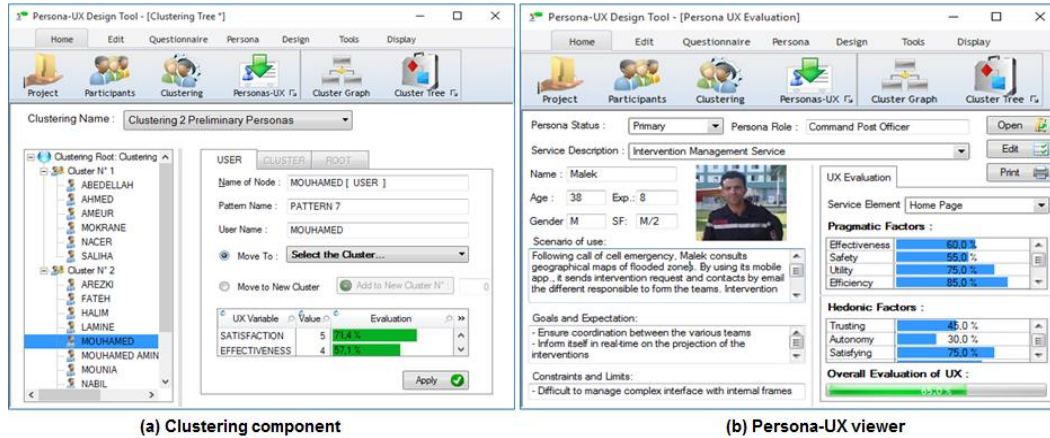 Persona-UX Design Tool - [Clustering Tree *]
Home Edit Questionnaire Persona Design Tools Display
Project Participants Clustering Personas-UX Cluster Graph Cluster Tree
Clustering Name : Clustering 2 Preliminary Personas
Clustering Root: Clustering
Cluster N° 1
ABEDELLAH
AHMED
AMEUR
MOKRANE
NACER
SALIHA
Cluster N° 2
AREZKI
FATEH
HALIM
LAMINE
MOUHAMED
MOUHAMED AMIN
MOUNIA
NABIL
USER CLUSTER ROOT
Name of Node : MOUHAMED [ USER ]
Pattern Name : PATTERN 7
User Name : MOUHAMED
Move To : Select the Cluster...
Move to New Cluster Add to New Cluster N° : 0
UX Variable Value Evaluation
SATISFACTION 5 71,4 %
EFFECTIVENESS 4 57,1 %
Apply
(a) Clustering component
Persona-UX Design Tool - [Persona UX Evaluation]
Home Edit Questionnaire Persona Design Tools Display
Project Participants Clustering Personas-UX Cluster Graph Cluster Tree
Persona Status : Primary Persona Role : Command Post Officer Open
Service Description : Intervention Management Service Edit
Print
Name : Malek
Age : 38 Exp.: 8
Gender M SF: M/2
Scenario of use:
Following call of cell emergency, Malek consults
geographical maps of flooded zones. By using its mobile
app , it sends intervention request and contacts by email
the different responsible to form the teams. Intervention
Goals and Expectation:
- Ensure coordination between the various teams
- Inform itself in real-time on the projection of the
interventions
Constraints and Limits:
- Difficult to manage complex interface with internal frames
UX Evaluation
Service Element Home Page
Pragmatic Factors :
Effectiveness 60,0 %
Safety 55,0 %
Utility 75,0 %
Efficiency 85,0 %
Hedonic Factors :
Trusting 45,0 %
Autonomy 30,0 %
Satisfying 75,0 %
Overall Evaluation of UX :
65,0 %
(b) Persona-UX viewer